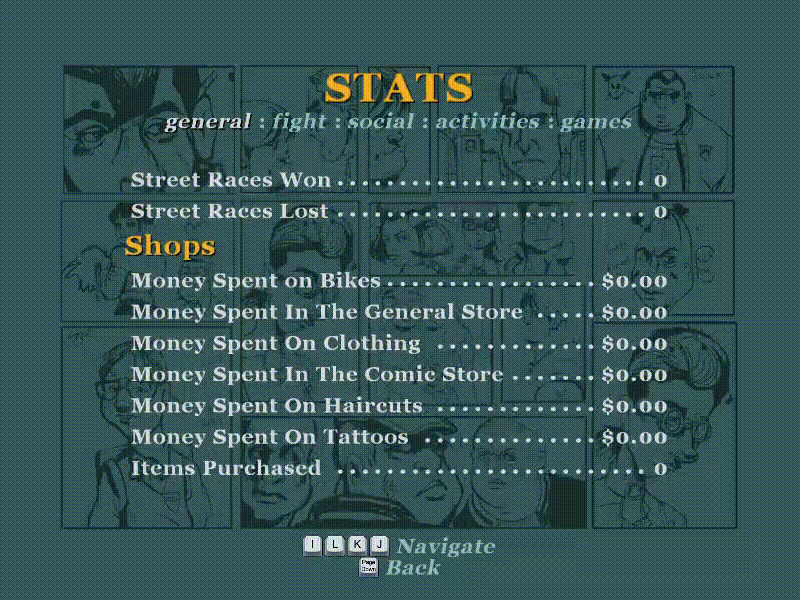 STATS
general : fight : social : activities : games
Street Races Won . . . . . . . . . . . . . . . . . . . . . . . . . 0
Street Races Lost . . . . . . . . . . . . . . . . . . . . . . . . . 0
Shops
Money Spent on Bikes . . . . . . . . . . . . . . . . . $0.00
Money Spent In The General Store . . . . . $0.00
Money Spent On Clothing . . . . . . . . . . . . . $0.00
Money Spent In The Comic Store . . . . . . . $0.00
Money Spent On Haircuts . . . . . . . . . . . . . $0.00
Money Spent On Tattoos . . . . . . . . . . . . . . $0.00
Items Purchased . . . . . . . . . . . . . . . . . . . . . . . . . 0
I L K J Navigate
Page Down Back